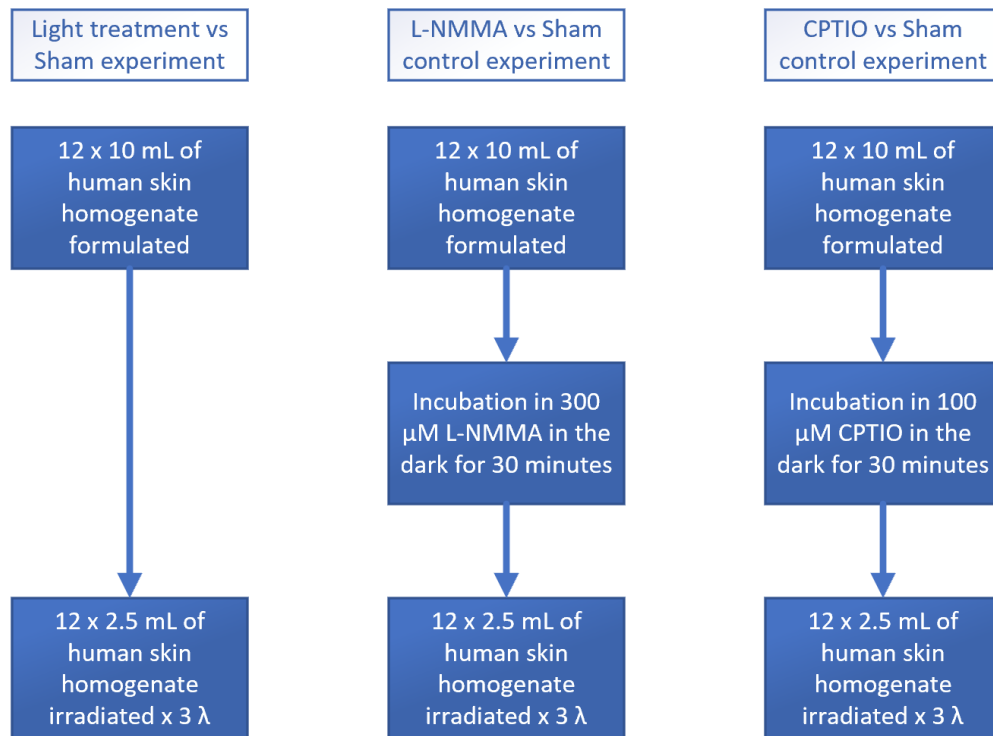 Light treatment vs
Sham experiment
12 x 10 mL of
human skin
homogenate
formulated
12 x 2.5 mL of
human skin
homogenate
irradiated x 3 λ
L-NMMA vs Sham
control experiment
12 x 10 mL of
human skin
homogenate
formulated
Incubation in 300
μM L-NMMA in the
dark for 30 minutes
12 x 2.5 mL of
human skin
homogenate
irradiated x 3 λ
CPTIO vs Sham
control experiment
12 x 10 mL of
human skin
homogenate
formulated
Incubation in 100
μM CPTIO in the
dark for 30 minutes
12 x 2.5 mL of
human skin
homogenate
irradiated x 3 λ